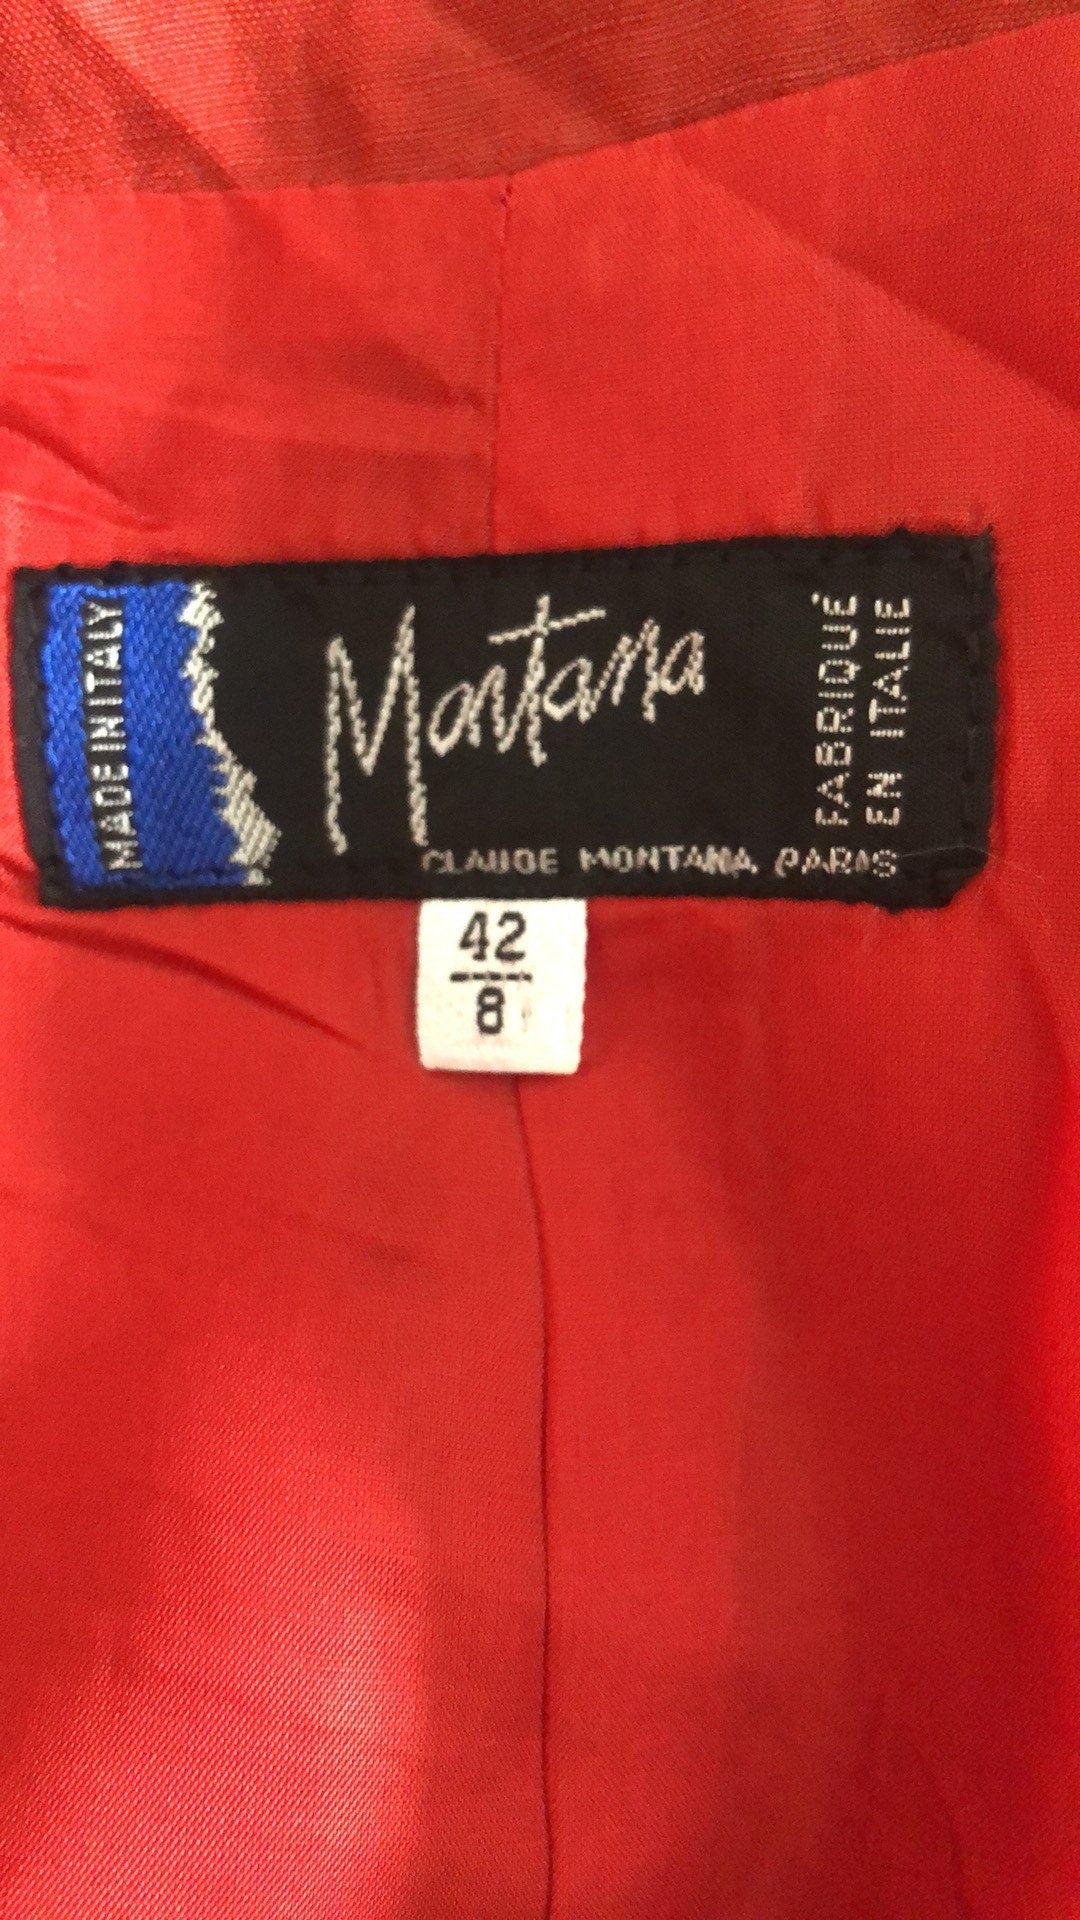 MADE IN ITALY
Montana
CLAUDE MONTANA PARIS
FABRIQUÉ
EN ITALIE
42
8